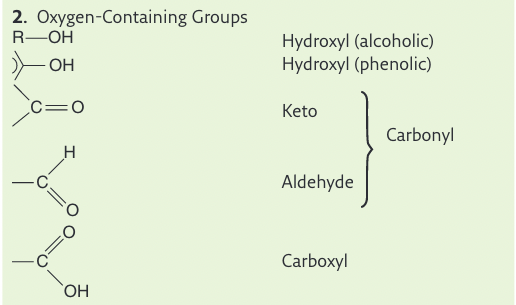 2. Oxygen-Containing Groups
R—OH
Hydroxyl (alcoholic)
OH
Hydroxyl (phenolic)
C=O
Keto
Carbonyl
H
C
O
Aldehyde
O
C
OH
Carboxyl